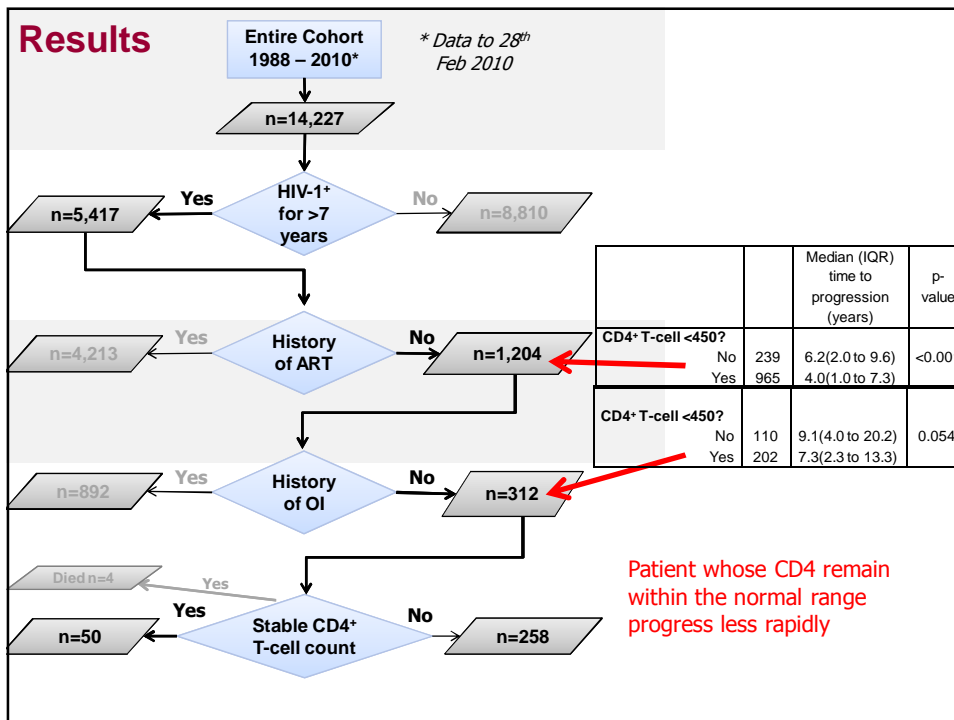 Results
Entire Cohort
1988 – 2010*
* Data to 28th
Feb 2010
n=14,227
HIV-1+
for >7
years
Yes
No
n=5,417
n=8,810
History
of ART
Yes
No
n=4,213
n=1,204
Median (IQR)
time to
progression
(years)
p-
value
CD4+ T-cell <450?
No 239 6.2(2.0 to 9.6) <0.00
Yes 965 4.0(1.0 to 7.3)
CD4+ T-cell <450?
No 110 9.1(4.0 to 20.2) 0.054
Yes 202 7.3(2.3 to 13.3)
History
of OI
Yes
No
n=892
n=312
Died n=4
Yes
Stable CD4+
T-cell count
Yes
No
n=50
n=258
Patient whose CD4 remain
within the normal range
progress less rapidly